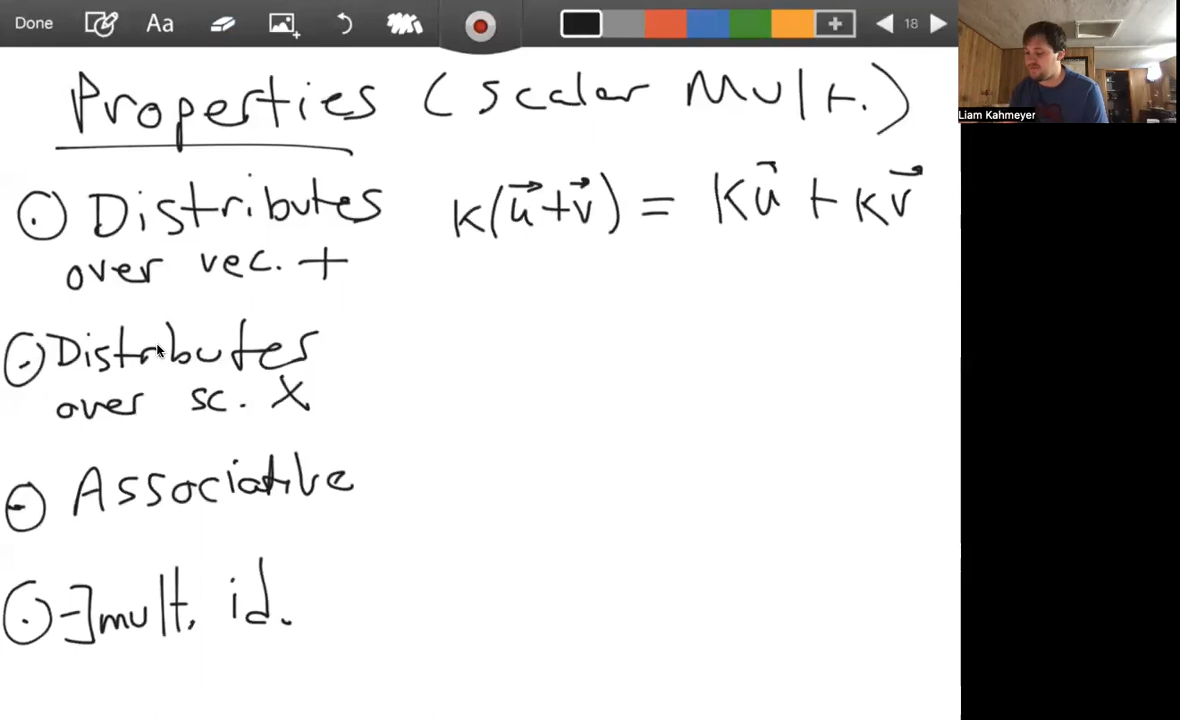 Done Aa 18
Liam Kahmeyer
Properties (scalar Mult.)
Distributes k(u⃗+v⃗) = ku⃗ + kv⃗
over vec. +
Distributes
over sc. X
Associative
∃ mult. id.